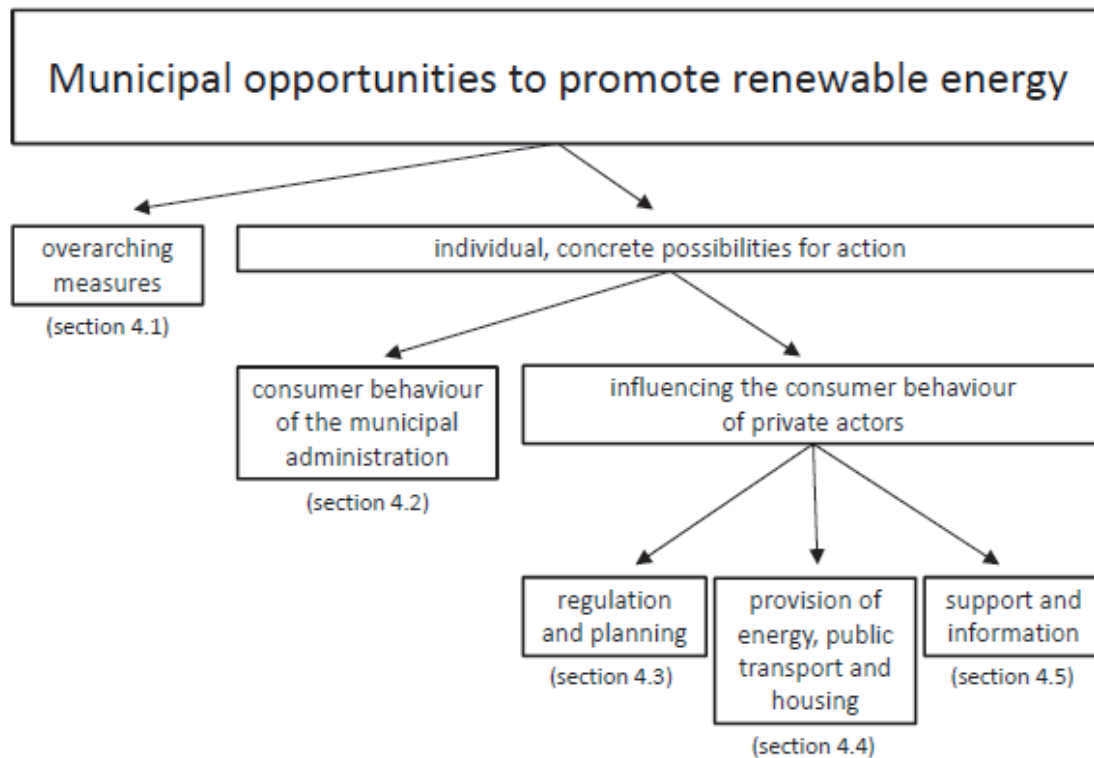 Municipal opportunities to promote renewable energy
overarching
measures
(section 4.1)
individual, concrete possibilities for action
consumer behaviour
of the municipal
administration
(section 4.2)
influencing the consumer behaviour
of private actors
regulation
and planning
(section 4.3)
provision of
energy, public
transport and
housing
(section 4.4)
support and
information
(section 4.5)